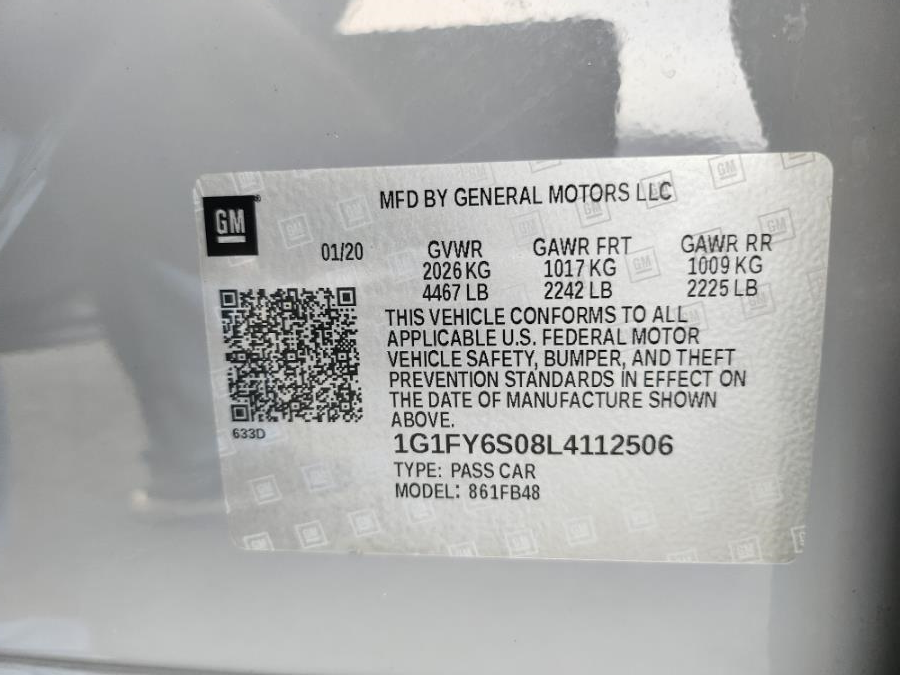 MFD BY GENERAL MOTORS LLC
GM
01/20 GVWR GAWR FRT GAWR RR
2026 KG 1017 KG 1009 KG
4467 LB 2242 LB 2225 LB
THIS VEHICLE CONFORMS TO ALL
APPLICABLE U.S. FEDERAL MOTOR
VEHICLE SAFETY, BUMPER, AND THEFT
PREVENTION STANDARDS IN EFFECT ON
THE DATE OF MANUFACTURE SHOWN
ABOVE.
633D
1G1FY6S08L4112506
TYPE: PASS CAR
MODEL: 861FB48